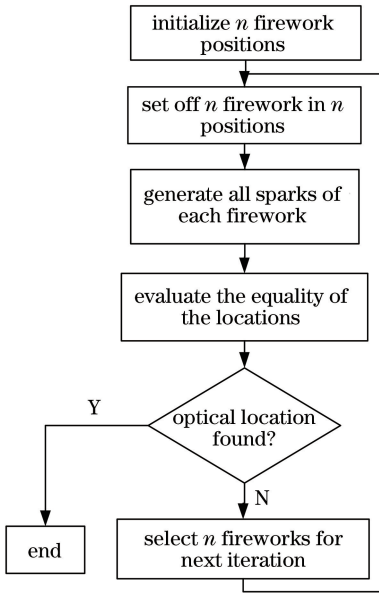 initialize n firework
positions
set off n firework in n
positions
generate all sparks of
each firework
evaluate the equality of
the locations
optical location
found?
Y
N
end
select n fireworks for
next iteration